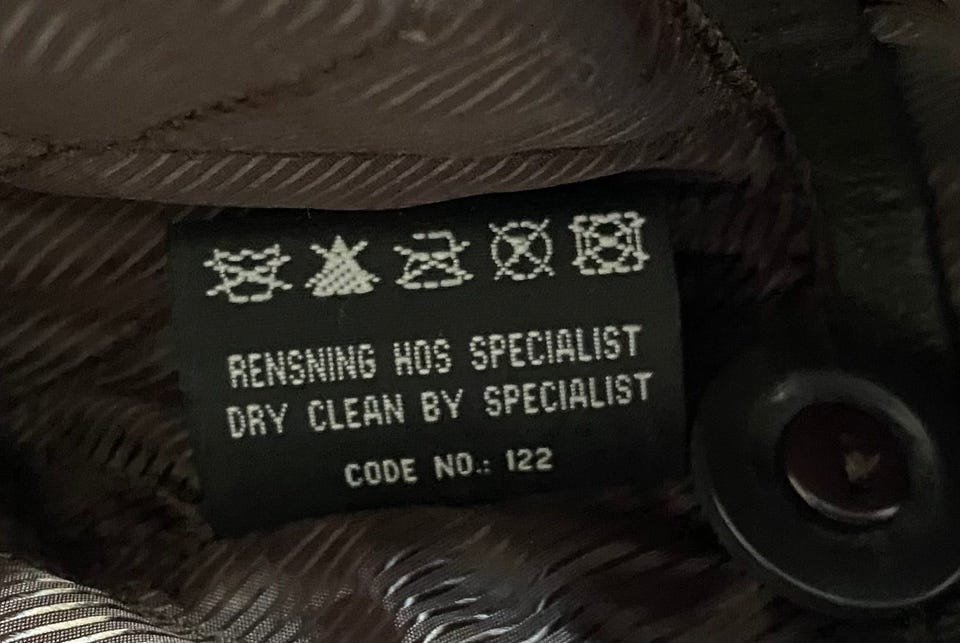 RENSNING HOS SPECIALIST
DRY CLEAN BY SPECIALIST
CODE NO.: 122